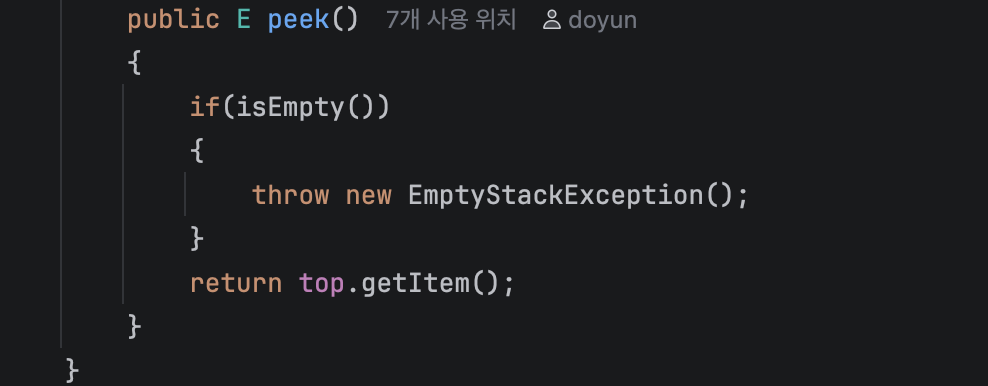 public E peek() 7개 사용 위치 doyun
{
if(isEmpty())
{
throw new EmptyStackException();
}
return top.getItem();
}
}